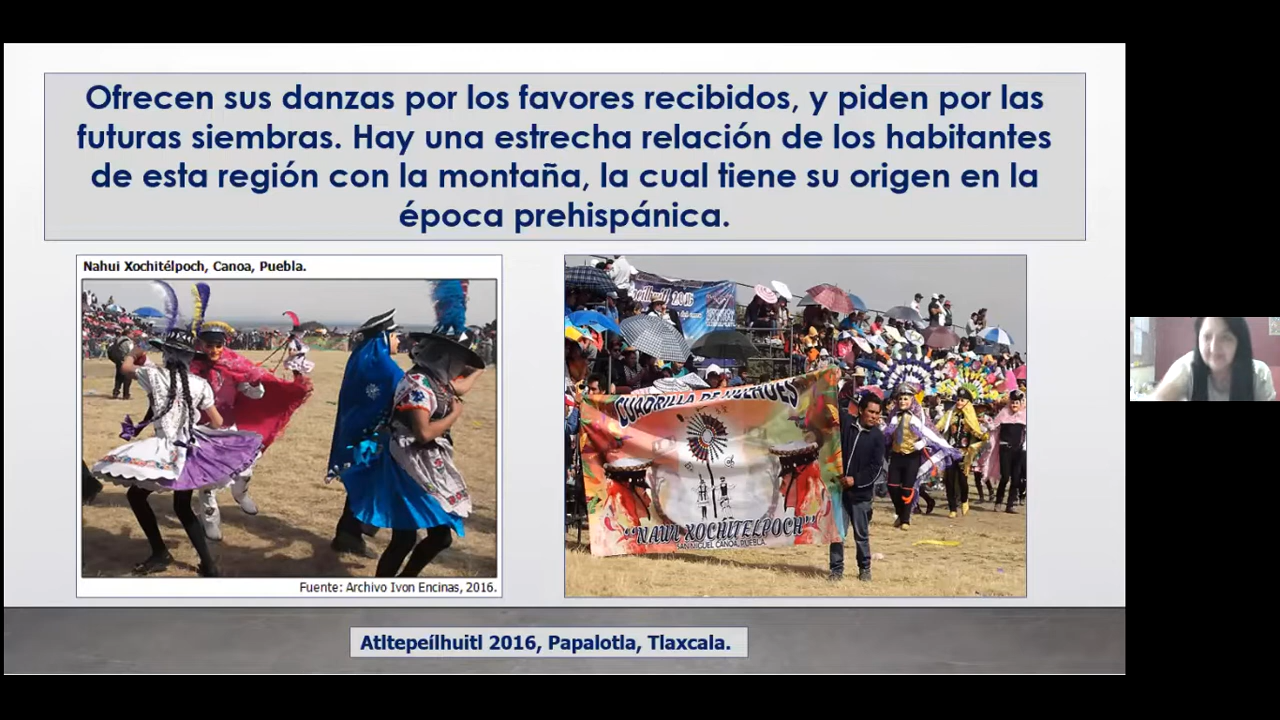 Ofrecen sus danzas por los favores recibidos, y piden por las
futuras siembras. Hay una estrecha relación de los habitantes
de esta región con la montaña, la cual tiene su origen en la
época prehispánica.
Nahui Xochitélpoch, Canoa, Puebla.
Fuente: Archivo Ivon Encinas, 2016.
2016
CUADRILLA DE
"NAWI XOCHITELPOCH"
SAN MIGUEL CANOA, PUEBLA
Atltepeílhuitl 2016, Papalotla, Tlaxcala.